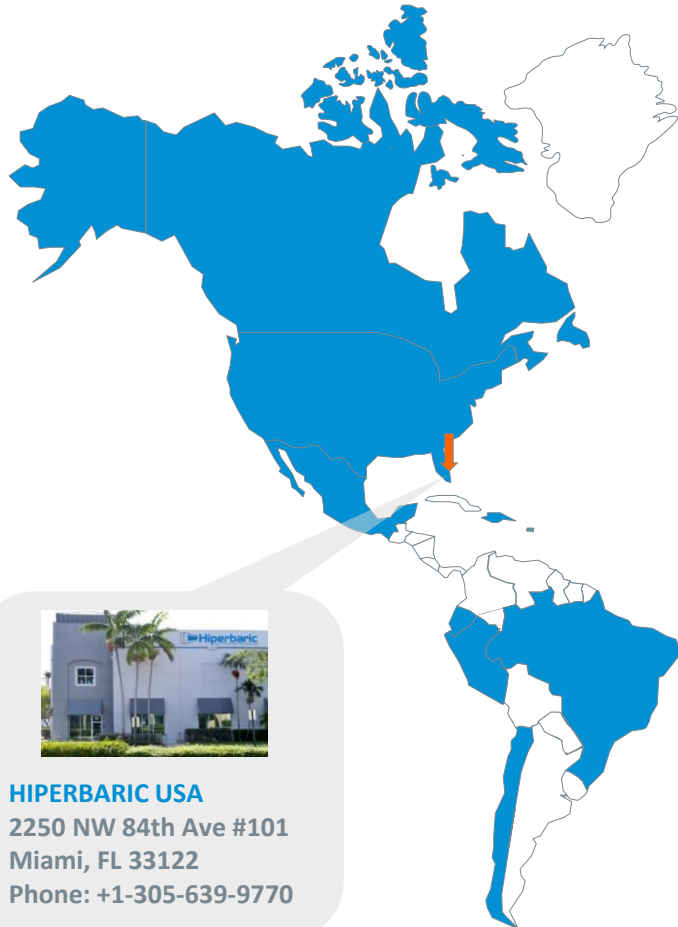 Hiperbaric
HIPERBARIC USA
2250 NW 84th Ave #101
Miami, FL 33122
Phone: +1-305-639-9770